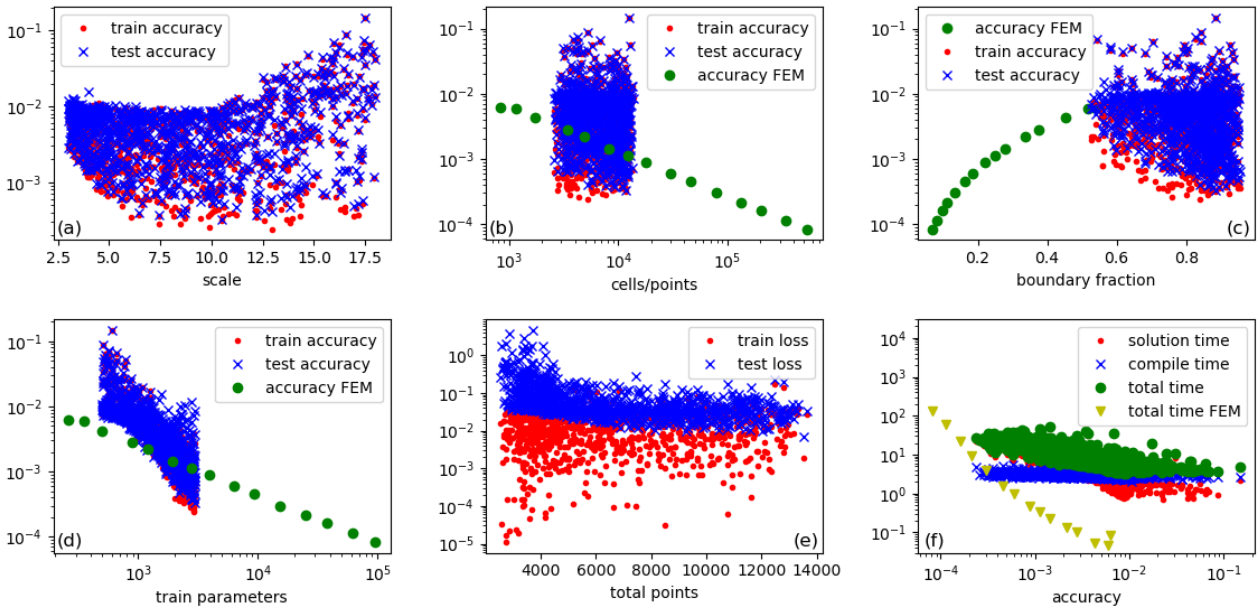 train accuracy
test accuracy
10^-1
10^-2
10^-3
(a)
2.5 5.0 7.5 10.0 12.5 15.0 17.5
scale
train accuracy
test accuracy
accuracy FEM
10^-1
10^-2
10^-3
10^-4
(b)
10^3 10^4 10^5
cells/points
accuracy FEM
train accuracy
test accuracy
10^-1
10^-2
10^-3
10^-4
(c)
0.2 0.4 0.6 0.8
boundary fraction
train accuracy
test accuracy
accuracy FEM
10^-1
10^-2
10^-3
10^-4
(d)
10^3 10^4 10^5
train parameters
train loss
test loss
10^0
10^-1
10^-2
10^-3
10^-4
10^-5
(e)
4000 6000 8000 10000 12000 14000
total points
solution time
compile time
total time
total time FEM
10^4
10^3
10^2
10^1
10^0
10^-1
(f)
10^-4 10^-3 10^-2 10^-1
accuracy